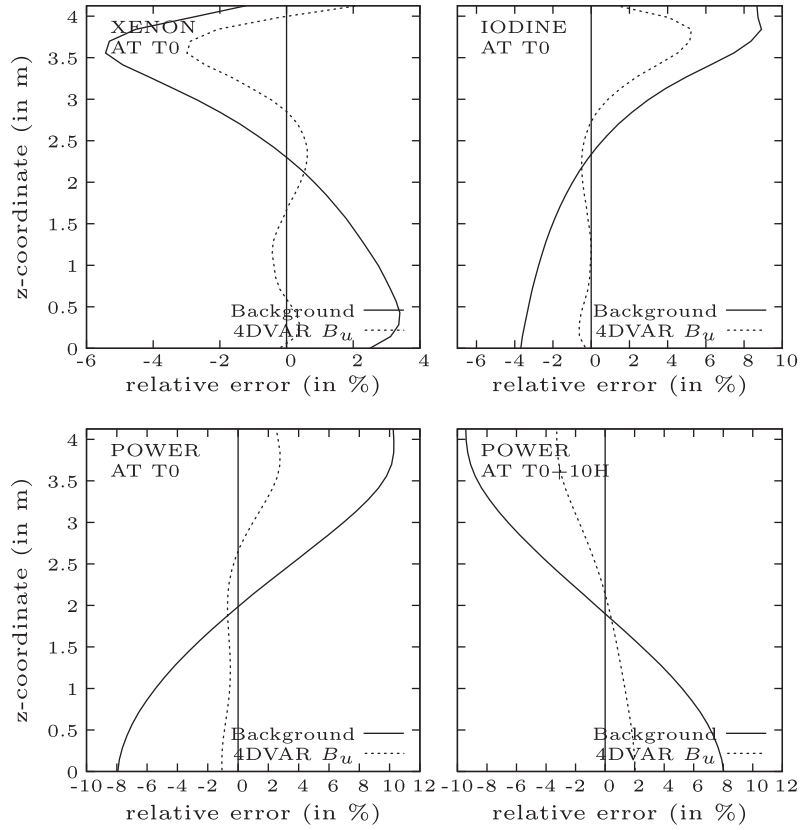 XENON
AT T0
z-coordinate (in m)
4
3.5
3
2.5
2
1.5
1
0.5
0
Background
4DVAR Bu
-6 -4 -2 0 2 4
relative error (in %)
IODINE
AT T0
Background
4DVAR Bu
-6 -4 -2 0 2 4 6 8 10
relative error (in %)
POWER
AT T0
z-coordinate (in m)
4
3.5
3
2.5
2
1.5
1
0.5
0
Background
4DVAR Bu
-10 -8 -6 -4 -2 0 2 4 6 8 10 12
relative error (in %)
POWER
AT T0+10H
Background
4DVAR Bu
-10 -8 -6 -4 -2 0 2 4 6 8 10 12
relative error (in %)